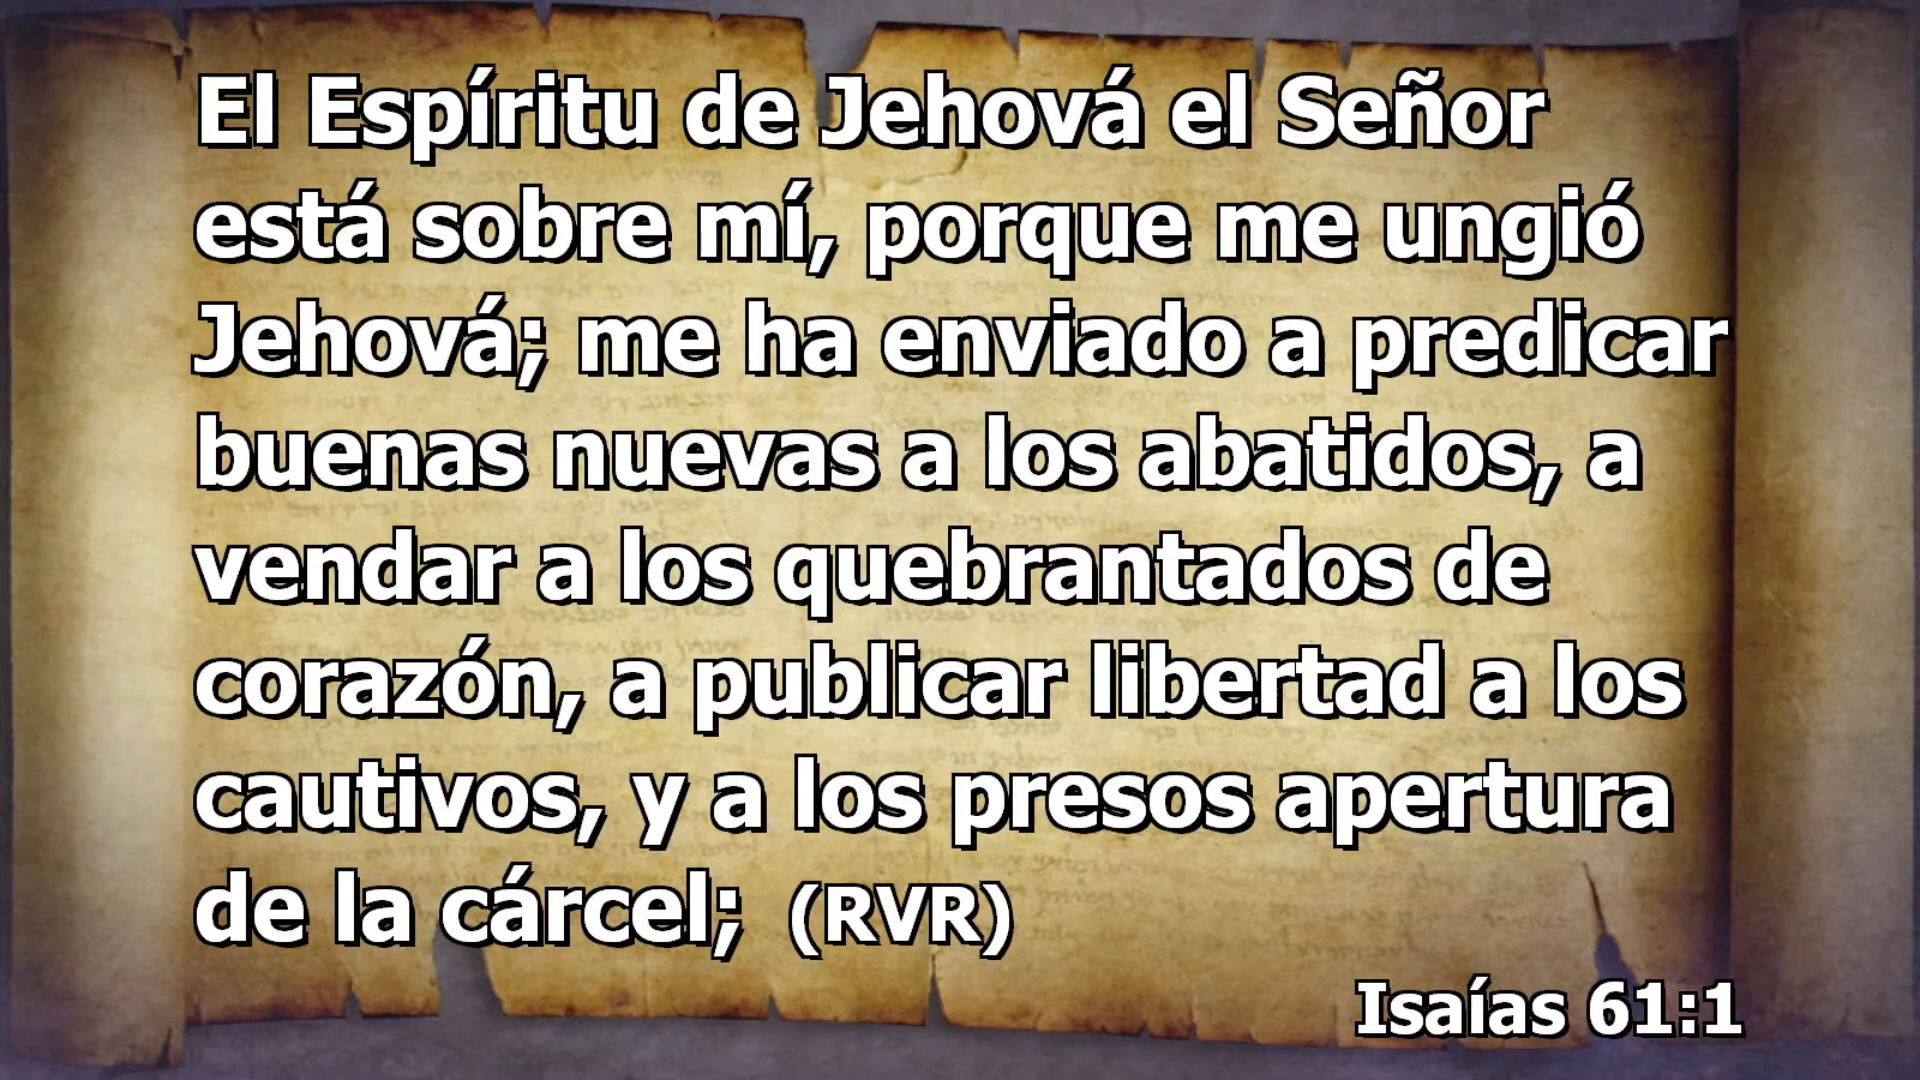 El Espíritu de Jehová el Señor
está sobre mí, porque me ungió
Jehová; me ha enviado a predicar
buenas nuevas a los abatidos, a
vendar a los quebrantados de
corazón, a publicar libertad a los
cautivos, y a los presos apertura
de la cárcel; (RVR)
Isaías 61:1